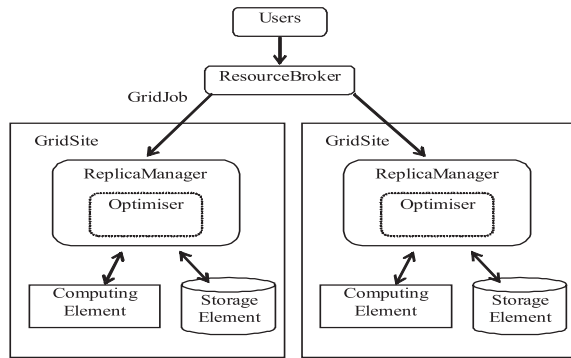 Users
ResourceBroker
GridJob
GridSite
ReplicaManager
Optimiser
Computing
Element
Storage
Element
GridSite
ReplicaManager
Optimiser
Computing
Element
Storage
Element